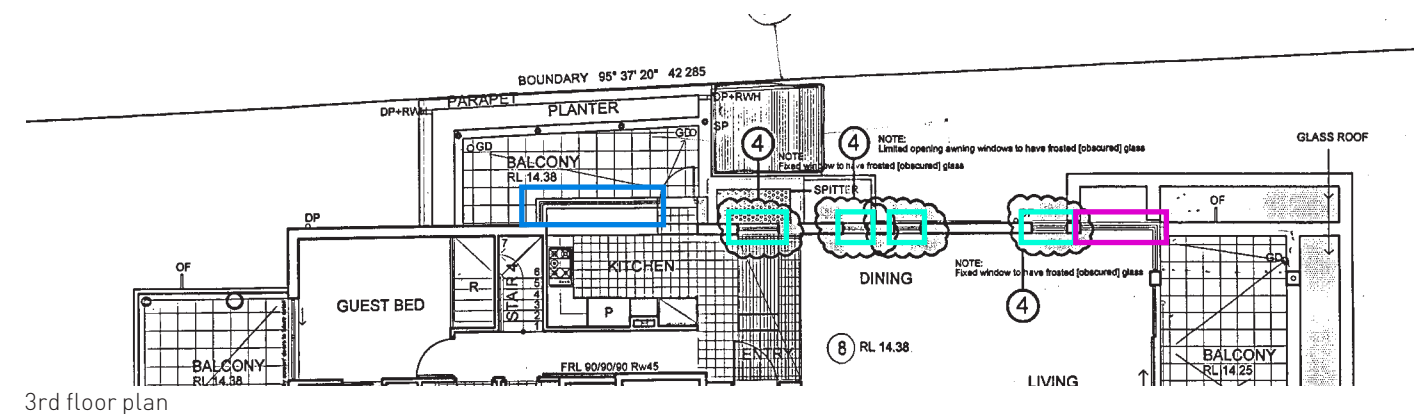 BOUNDARY 95° 37' 20" 42 285
PARAPET
DP+RWH
DP+RWH
PLANTER
SP
GD
GD
4
4
NOTE:
Limited opening awning windows to have frosted [obscured] glass
NOTE:
Fixed window to have frosted [obscured] glass
GLASS ROOF
BALCONY
RL 14.38
SPITTER
OF
DP
OF
7
6
5
4
3
2
1
STAIR 4
R
KITCHEN
P
GUEST BED
DINING
NOTE:
Fixed window to have frosted [obscured] glass
GD
4
8 RL 14.38
ENTRY
BALCONY
RL 14.38
FRL 90/90/90 Rw45
LIVING
BALCONY
RL 14.25
3rd floor plan